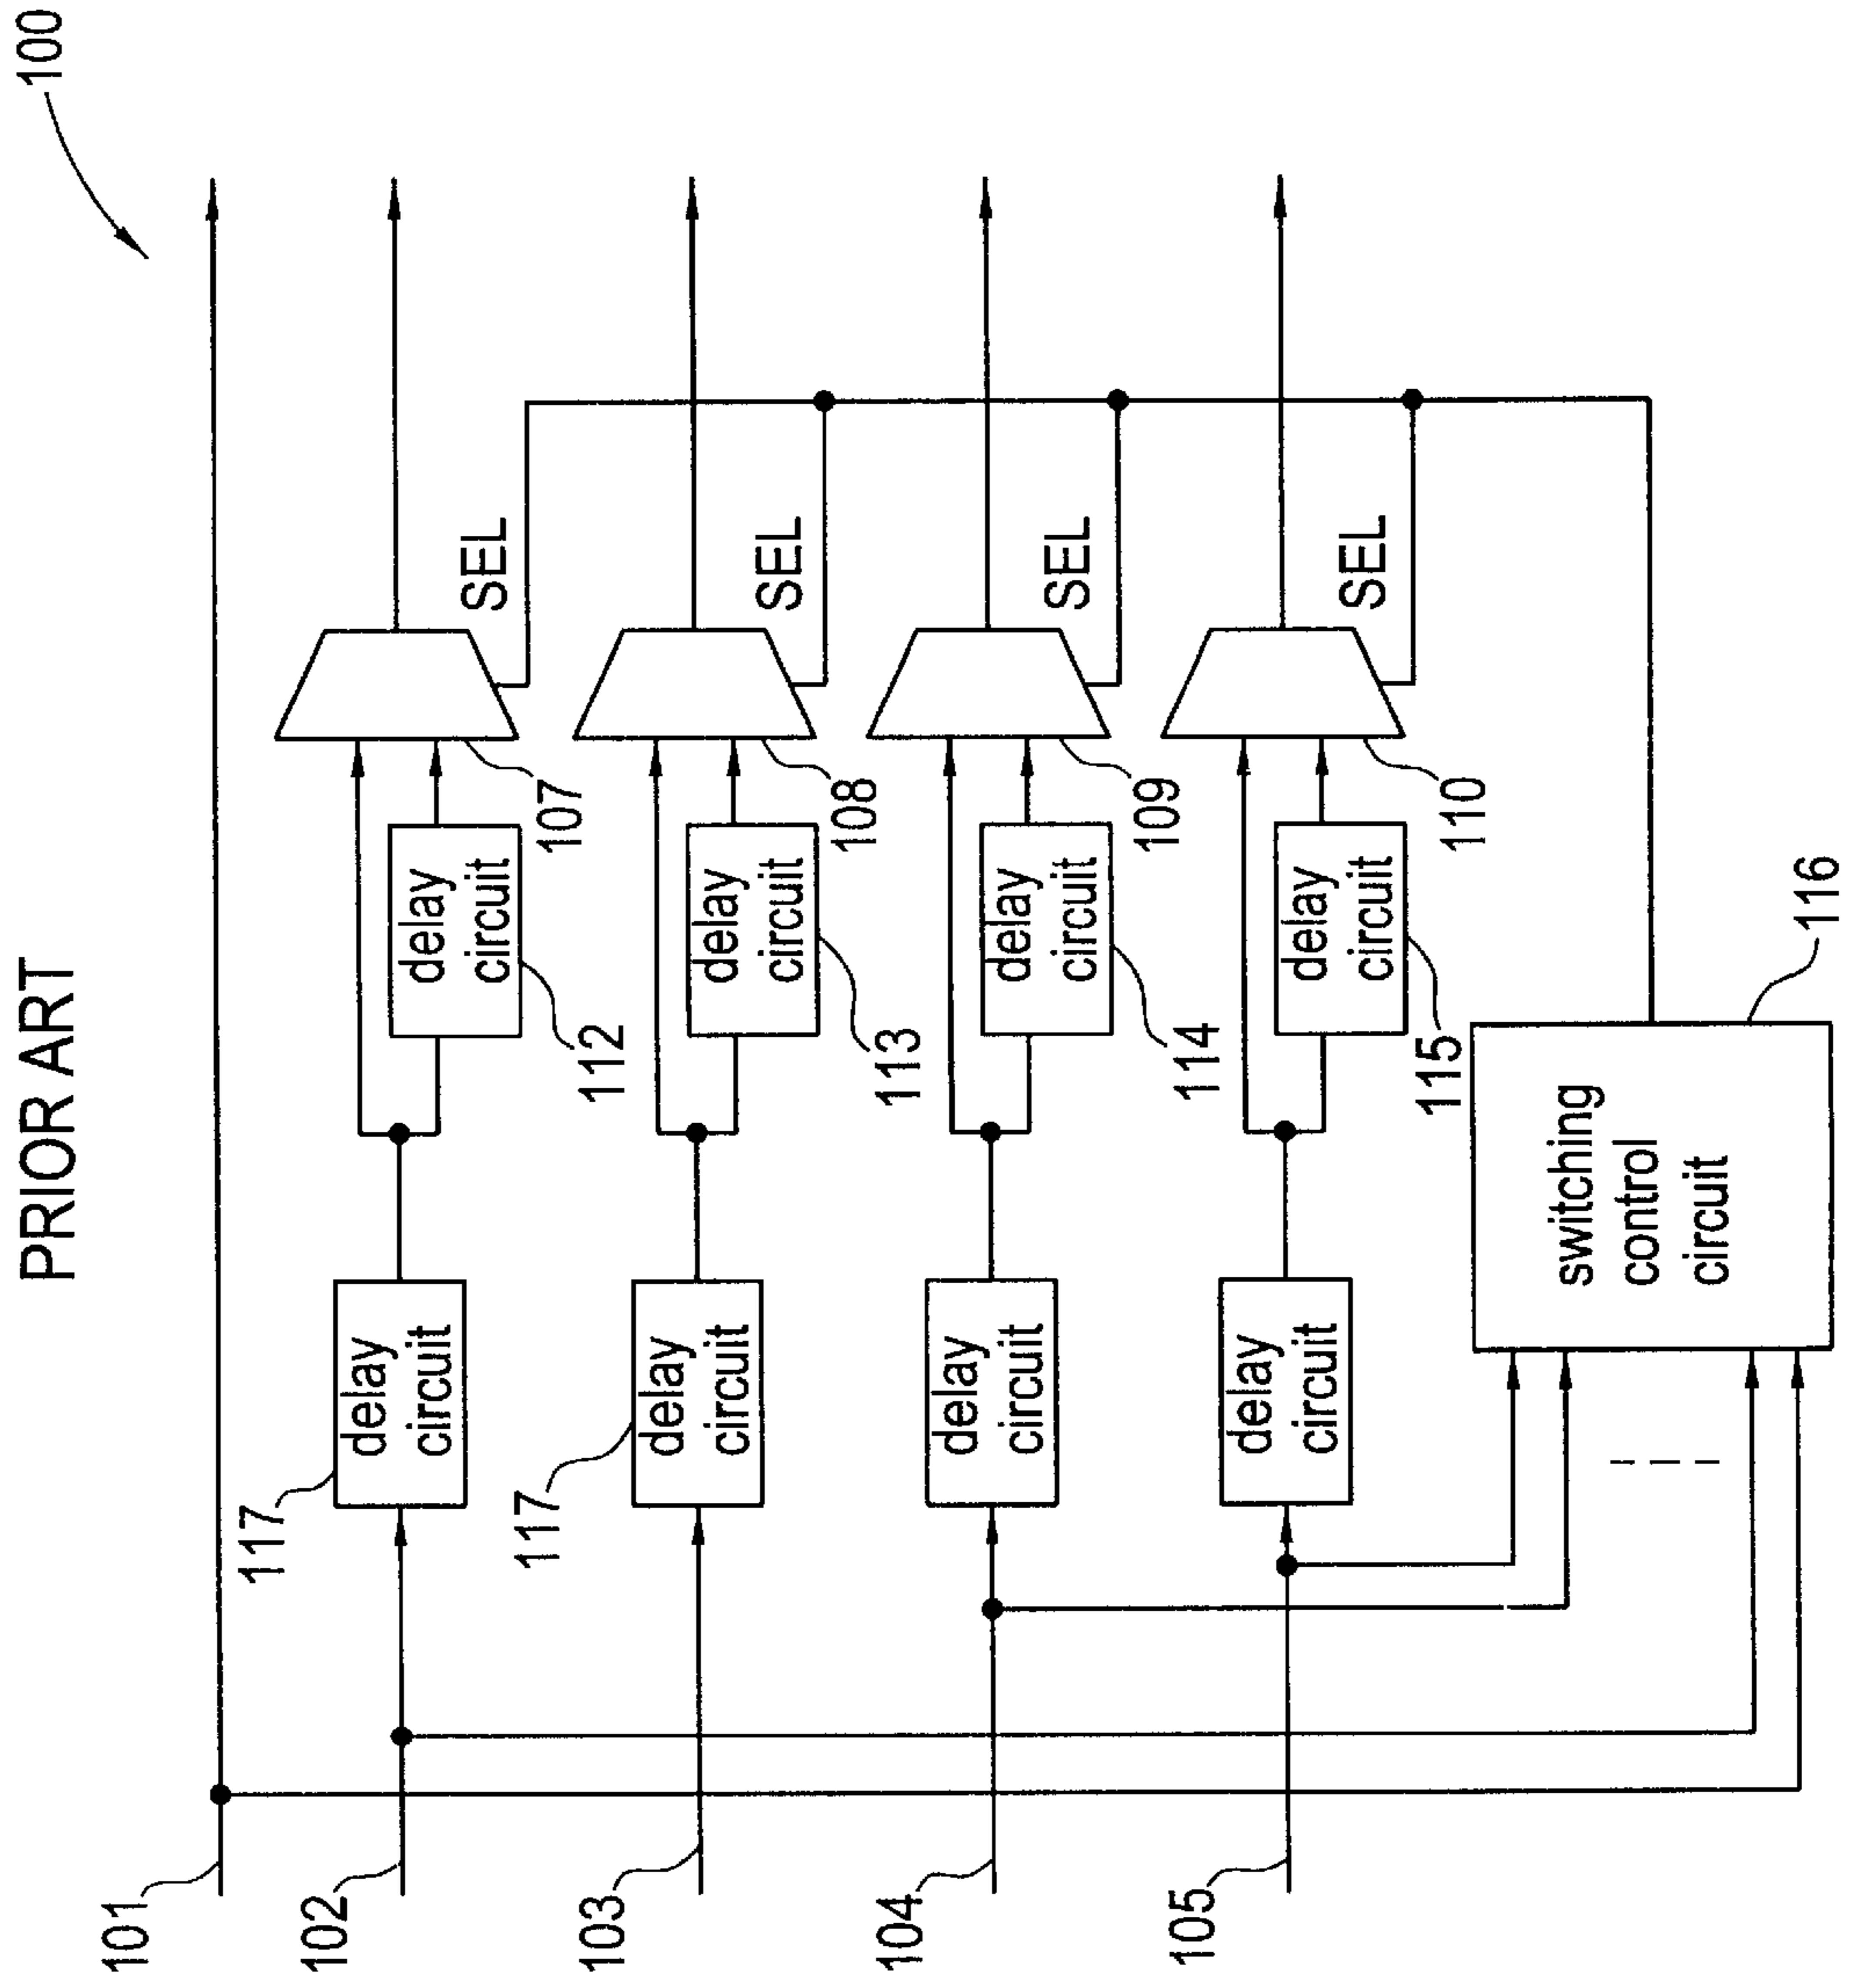 PRIOR ART
100
101
117
delay
circuit
112
delay
circuit
107
SEL
102
117
delay
circuit
113
delay
circuit
108
SEL
103
delay
circuit
114
delay
circuit
109
SEL
104
delay
circuit
115
delay
circuit
110
SEL
105
switching
control
circuit
116